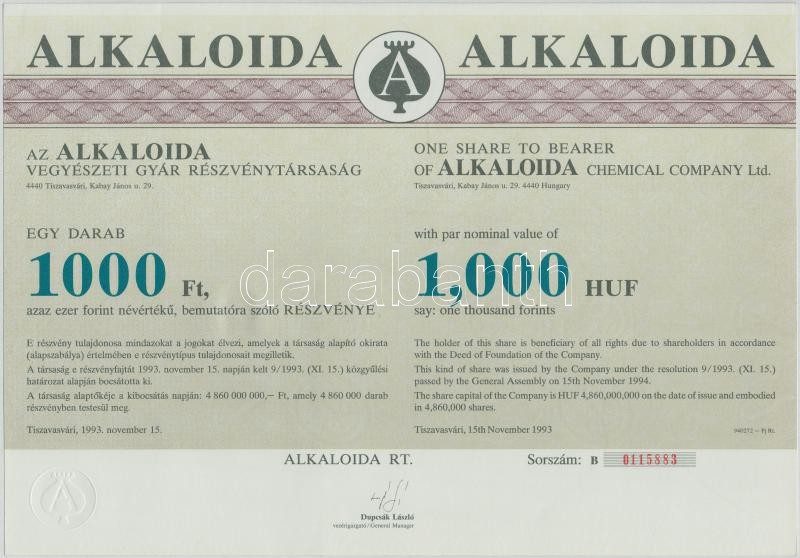 ALKALOIDA
A
ALKALOIDA
AZ ALKALOIDA
VEGYÉSZETI GYÁR RÉSZVÉNYTÁRSASÁG
4440 Tiszavasvári, Kabay János u. 29.
EGY DARAB
1000 Ft,
azaz ezer forint névértékű, bemutatóra szóló RÉSZVÉNYE
E részvény tulajdonosa mindazokat a jogokat élvezi, amelyek a társaság alapító okirata
(alapszabálya) értelmében e részvénytípus tulajdonosait megilletik.
A társaság e részvényfajtát 1993. november 15. napján kelt 9/1993. (XI. 15.) közgyűlési
határozat alapján bocsátotta ki.
A társaság alaptőkéje a kibocsátás napján: 4 860 000 000,– Ft, amely 4 860 000 darab
részvényben testesül meg.
Tiszavasvári, 1993. november 15.
ONE SHARE TO BEARER
OF ALKALOIDA CHEMICAL COMPANY Ltd.
Tiszavasvári, Kabay János u. 29. 4440 Hungary
with par nominal value of
1,000 HUF
say: one thousand forints
The holder of this share is beneficiary of all rights due to shareholders in accordance
with the Deed of Foundation of the Company.
This kind of share was issued by the Company under the resolution 9/1993. (XI. 15.)
passed by the General Assembly on 15th November 1994.
The share capital of the Company is HUF 4,860,000,000 on the date of issue and embodied
in 4,860,000 shares.
Tiszavasvári, 15th November 1993
940272 – Fj Rt.
darabanth
ALKALOIDA RT.
Sorszám: B 0115883
A
Dupcsák László
vezérigazgató/General Manager